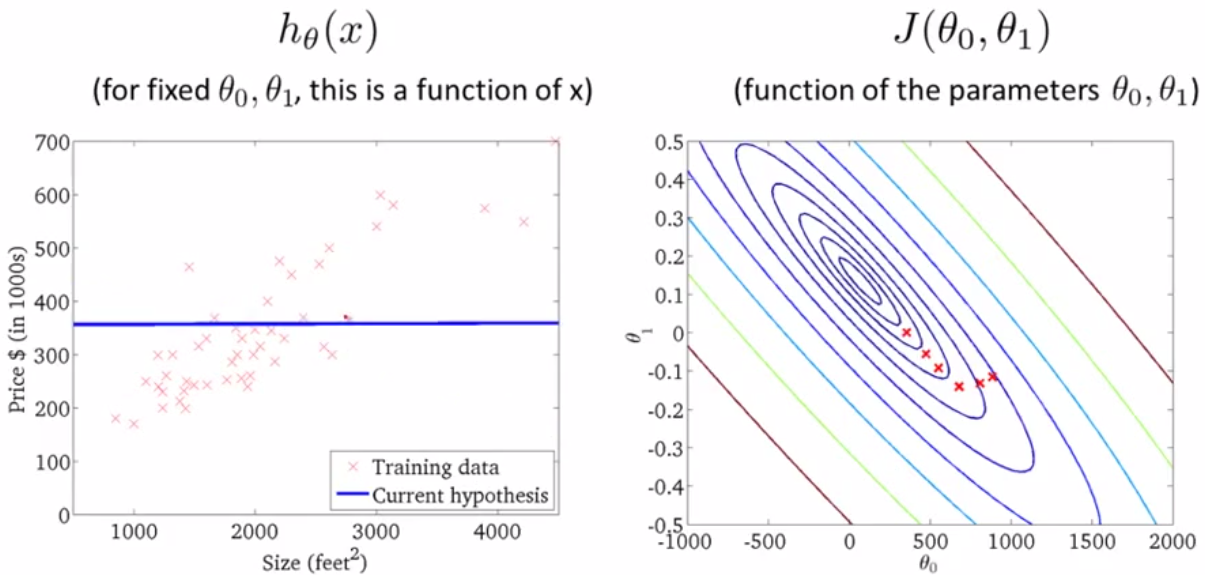 hθ(x)
(for fixed θ0, θ1, this is a function of x)
700
600
500
400
300
200
100
0
Price $ (in 1000s)
1000 2000 3000 4000
Size (feet²)
Training data
Current hypothesis
J(θ0, θ1)
(function of the parameters θ0, θ1)
0.5
0.4
0.3
0.2
0.1
0
-0.1
-0.2
-0.3
-0.4
-0.5
θ1
-1000 -500 0 500 1000 1500 2000
θ0